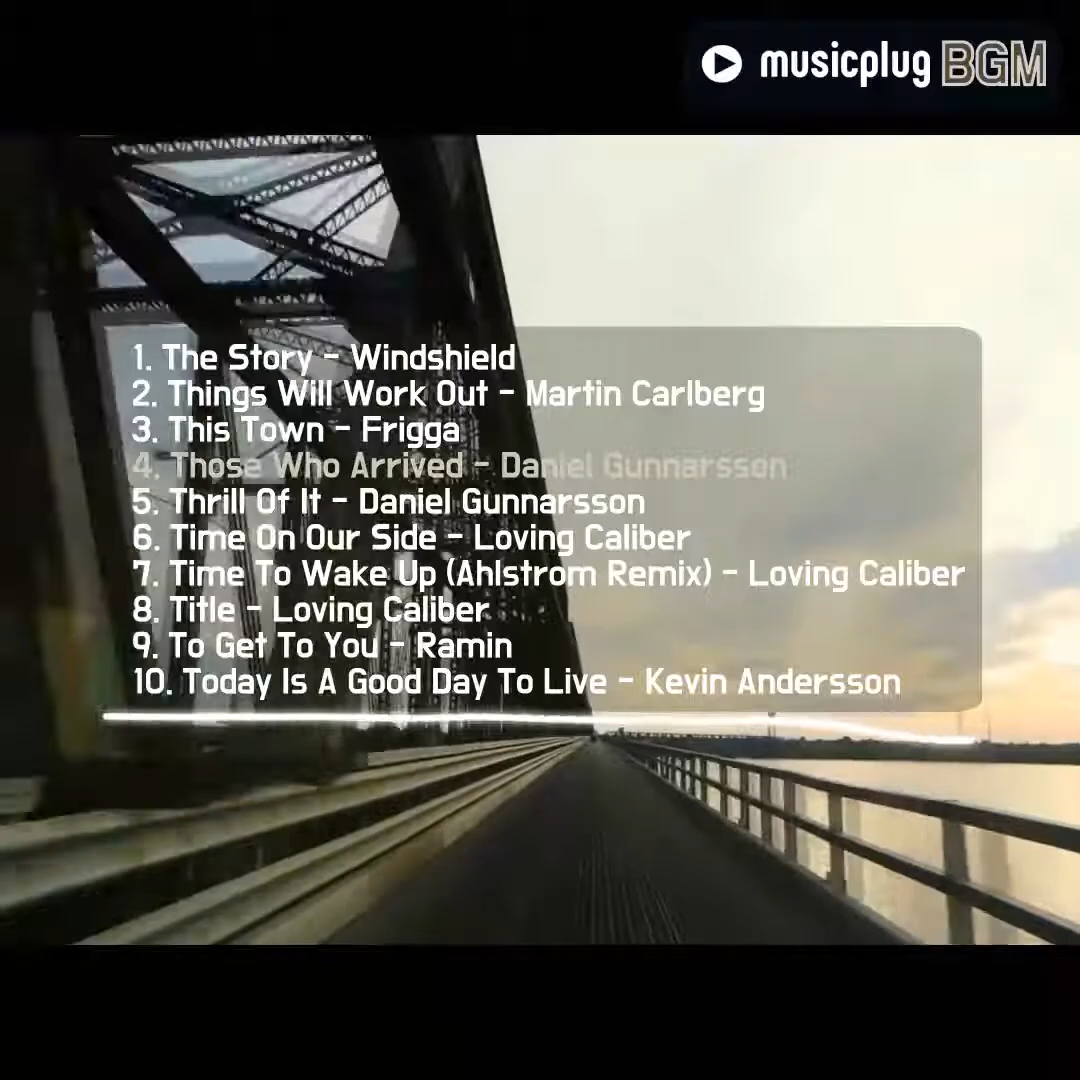 musicplug BGM
1. The Story - Windshield
2. Things Will Work Out - Martin Carlberg
3. This Town - Frigga
4. Those Who Arrived - Daniel Gunnarsson
5. Thrill Of It - Daniel Gunnarsson
6. Time On Our Side - Loving Caliber
7. Time To Wake Up (Ahlstrom Remix) - Loving Caliber
8. Title - Loving Caliber
9. To Get To You - Ramin
10. Today Is A Good Day To Live - Kevin Andersson